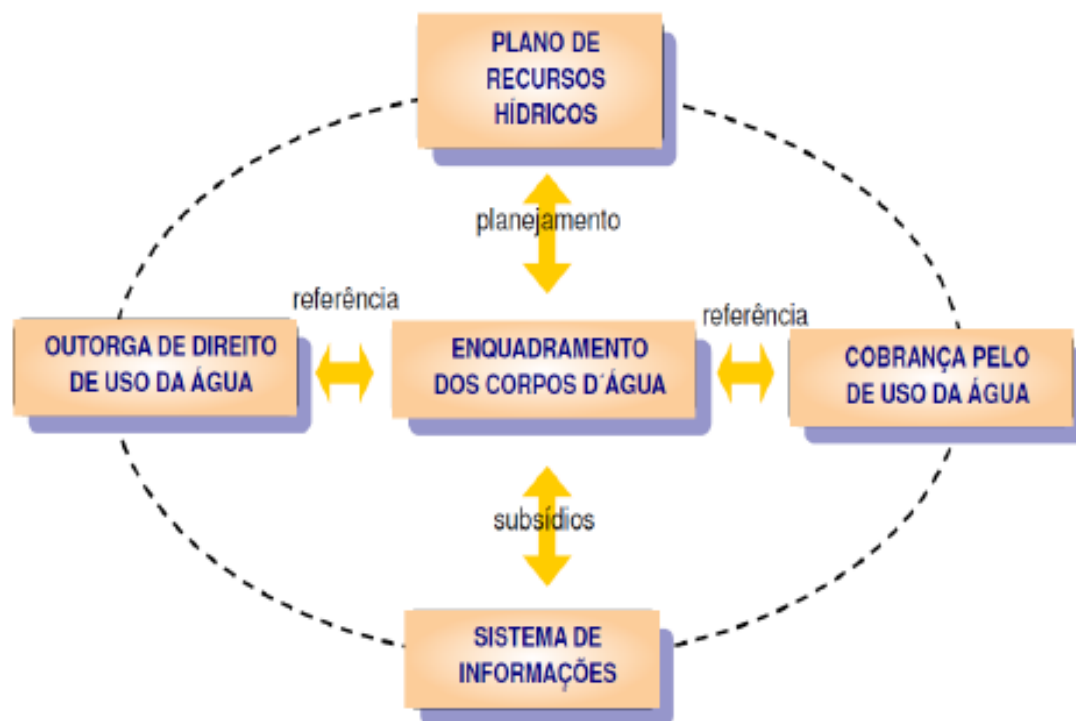 PLANO DE
RECURSOS
HÍDRICOS
planejamento
referência
referência
OUTORGA DE DIREITO
DE USO DA ÁGUA
ENQUADRAMENTO
DOS CORPOS D´ÁGUA
COBRANÇA PELO
DE USO DA ÁGUA
subsídios
SISTEMA DE
INFORMAÇÕES